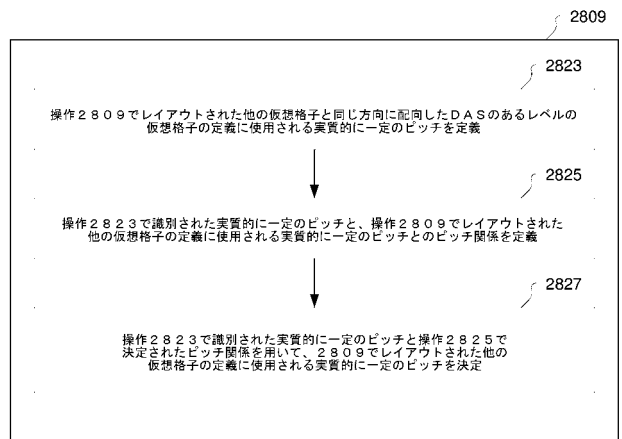 2809
2823
操作2809でレイアウトされた他の仮想格子と同じ方向に配向したDASのあるレベルの
仮想格子の定義に使用される実質的に一定のピッチを定義
2825
操作2823で識別された実質的に一定のピッチと、操作2809でレイアウトされた
他の仮想格子の定義に使用される実質的に一定のピッチとのピッチ関係を定義
2827
操作2823で識別された実質的に一定のピッチと操作2825で
決定されたピッチ関係を用いて、2809でレイアウトされた他の
仮想格子の定義に使用される実質的に一定のピッチを決定